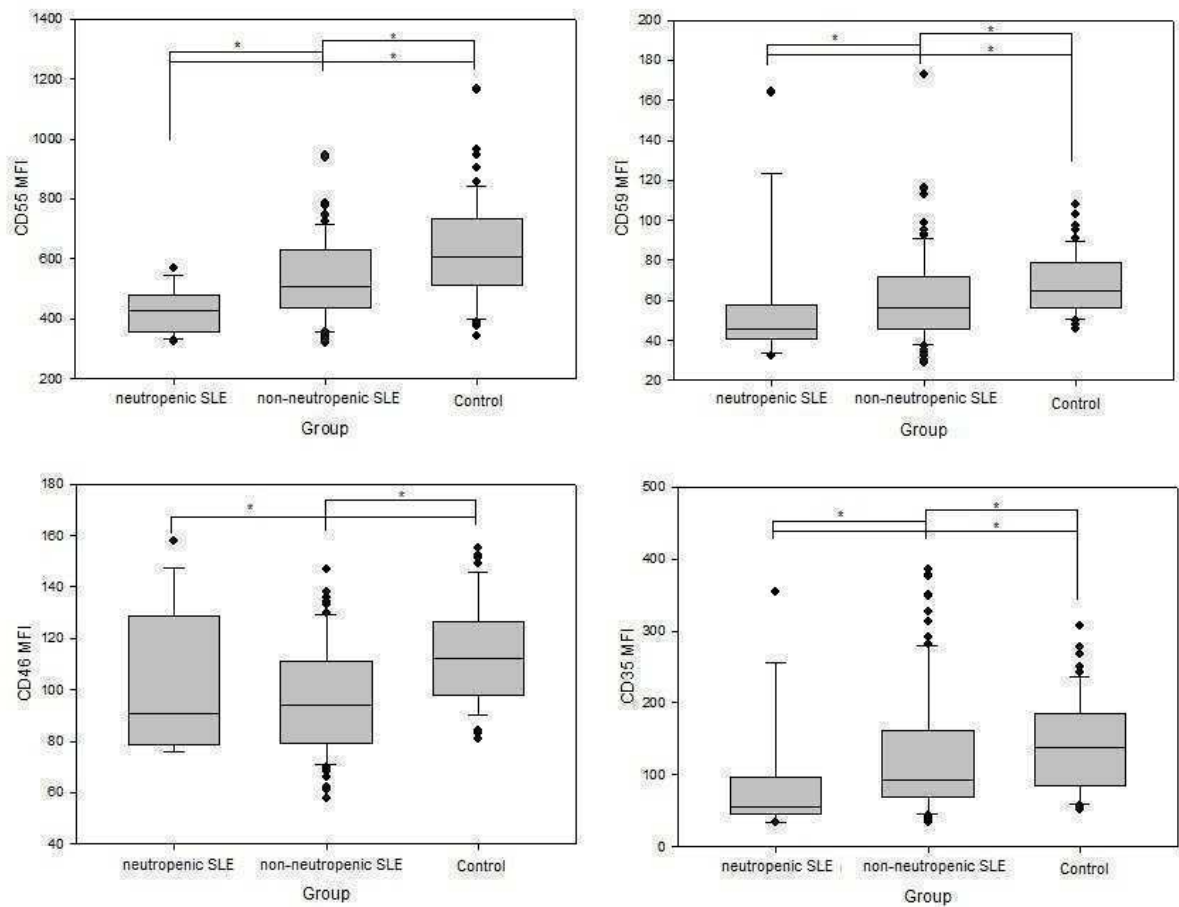 1400
1200
1000
800
600
400
200
CD55 MFI
* * *
neutropenic SLE non-neutropenic SLE Control
Group
200
180
160
140
120
100
80
60
40
20
CD59 MFI
* * *
neutropenic SLE non-neutropenic SLE Control
Group
180
160
140
120
100
80
60
40
CD46 MFI
* *
neutropenic SLE non-neutropenic SLE Control
Group
500
400
300
200
100
0
CD35 MFI
* * *
neutropenic SLE non-neutropenic SLE Control
Group